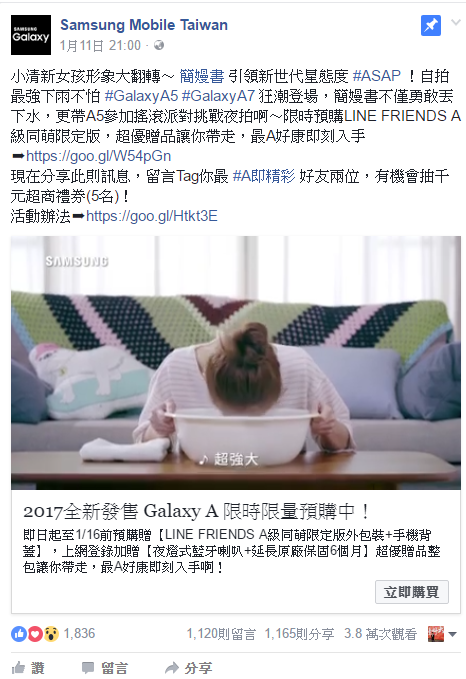 SAMSUNG
Galaxy
Samsung Mobile Taiwan
1月11日 21:00 ·
小清新女孩形象大翻轉～ 簡嫚書 引領新世代星態度 #ASAP ！自拍
最強下雨不怕 #GalaxyA5 #GalaxyA7 狂潮登場，簡嫚書不僅勇敢丟
下水，更帶A5參加搖滾派對挑戰夜拍啊～限時預購LINE FRIENDS A
級同萌限定版，超優贈品讓你帶走，最A好康即刻入手
➡https://goo.gl/W54pGn
現在分享此則訊息，留言Tag你最 #A即精彩 好友兩位，有機會抽千
元超商禮券(5名)！
活動辦法➡https://goo.gl/Htkt3E
SAMSUNG
♪ 超強大
2017全新發售 Galaxy A 限時限量預購中！
即日起至1/16前預購贈【LINE FRIENDS A級同萌限定版外包裝+手機背
蓋】，上網登錄加贈【夜燈式藍牙喇叭+延長原廠保固6個月】超優贈品整
包讓你帶走，最A好康即刻入手啊！
立即購買
1,836
1,120則留言 1,165則分享 3.8 萬次觀看
讚 留言 分享